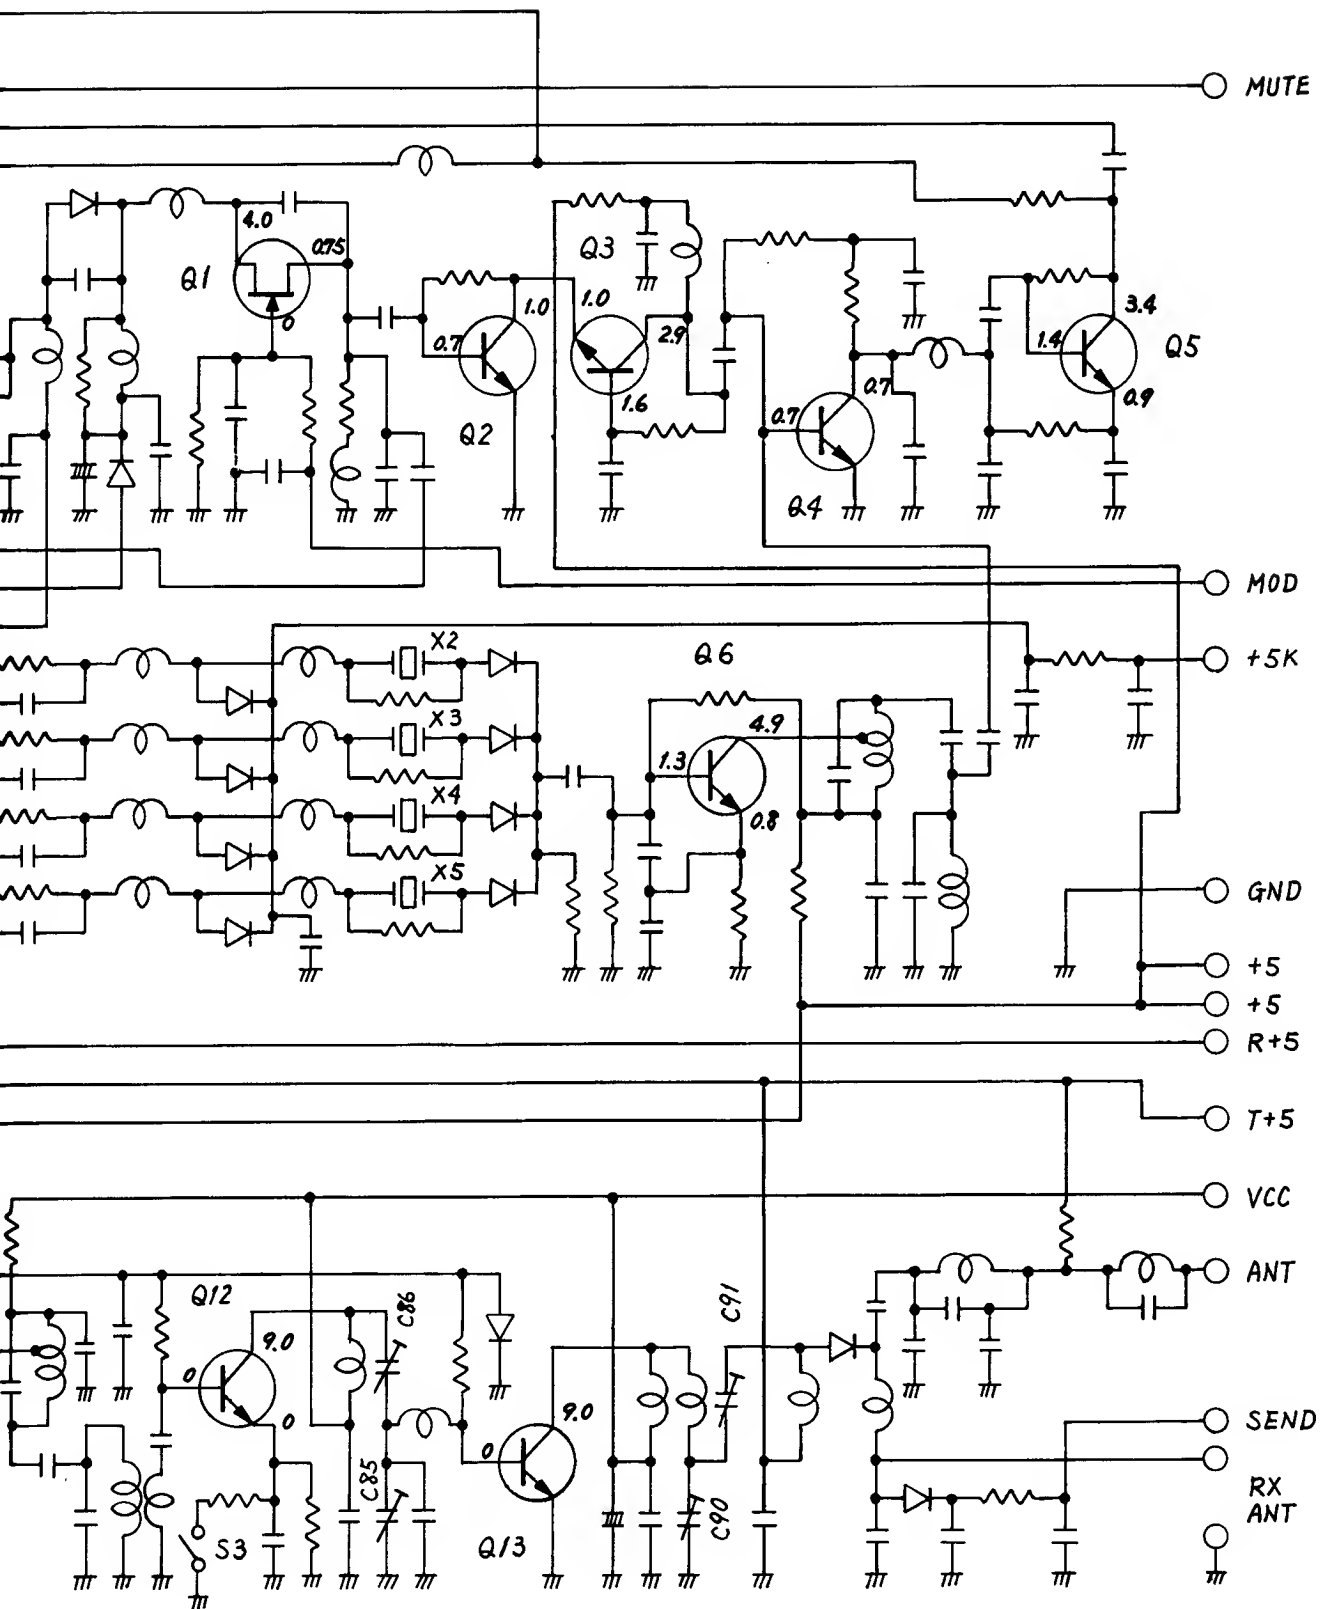 MUTE
4.0
0.75
Q1
0
Q3
1.0
1.0
0.7
Q2
2.9
1.6
3.4
1.4
Q5
0.9
0.7
0.7
Q4
MOD
X2
Q6
+5K
X3
4.9
1.3
X4
0.8
X5
GND
+5
+5
R+5
T+5
VCC
ANT
Q12
C86
C91
9.0
0
9.0
0
0
SEND
C85
C90
RX
ANT
S3
Q13